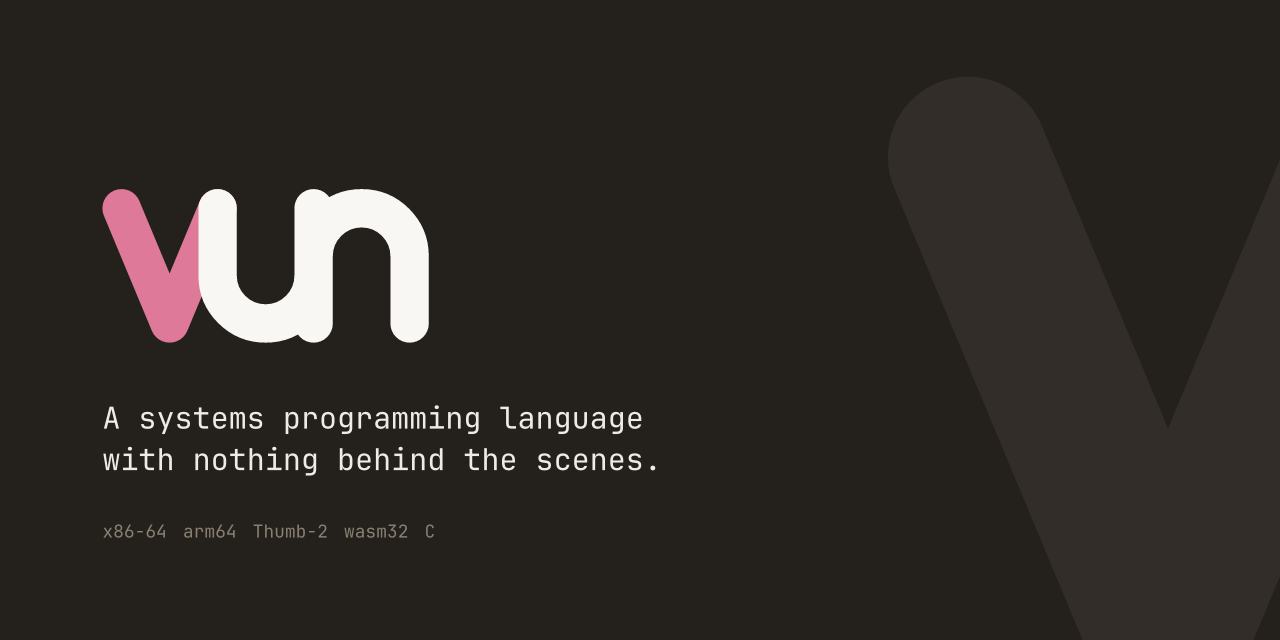 vun
A systems programming language
with nothing behind the scenes.
x86-64 arm64 Thumb-2 wasm32 C